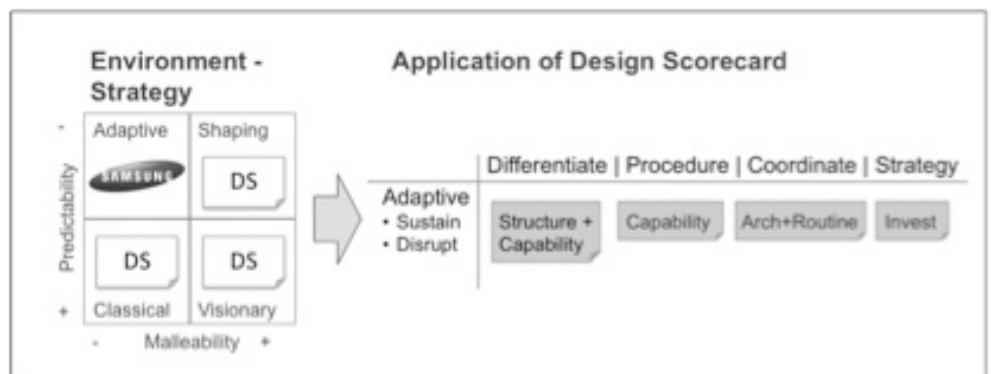 Environment -
Strategy
Application of Design Scorecard
-
Adaptive
Shaping
SAMSUNG
DS
Predictability
DS
DS
+
Classical
Visionary
-
Malleability
+
Differentiate | Procedure | Coordinate | Strategy
Adaptive
• Sustain
• Disrupt
Structure +
Capability
Capability
Arch+Routine
Invest